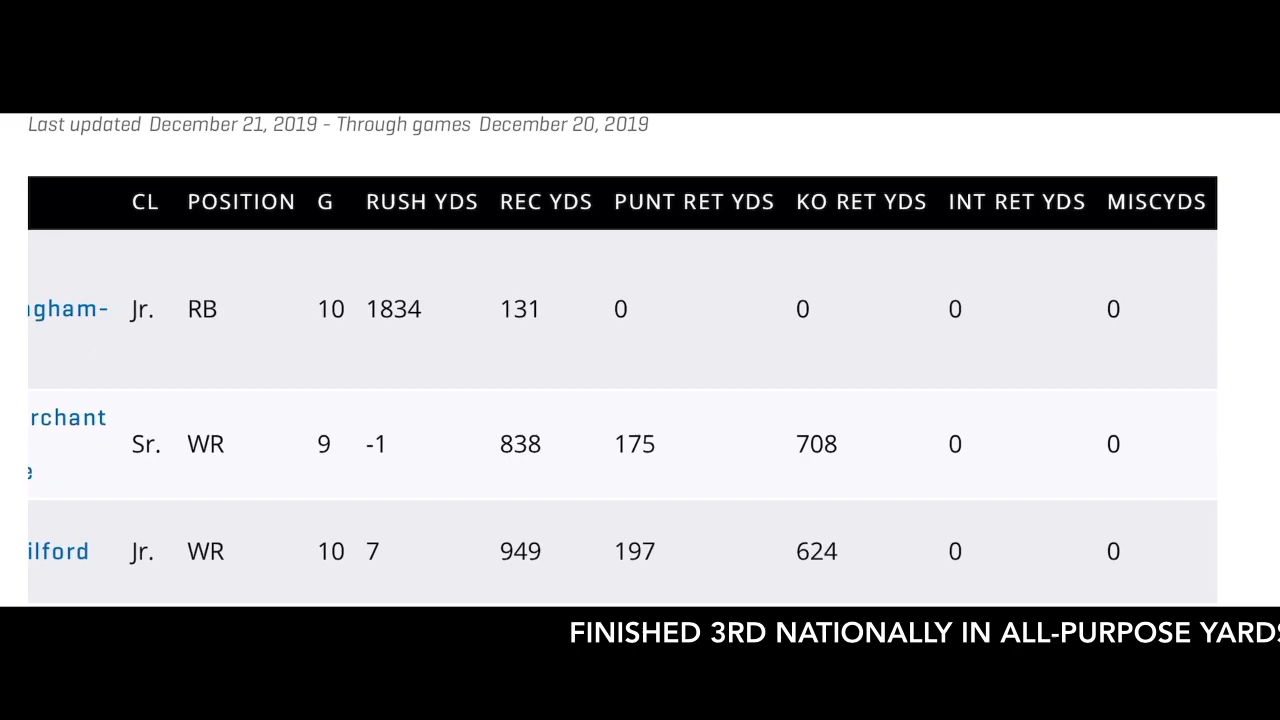 Last updated December 21, 2019 - Through games December 20, 2019
CL POSITION G RUSH YDS REC YDS PUNT RET YDS KO RET YDS INT RET YDS MISCYDS
ngham- Jr. RB 10 1834 131 0 0 0 0
rchant
Sr. WR 9 -1 838 175 708 0 0
e
ilford Jr. WR 10 7 949 197 624 0 0
FINISHED 3RD NATIONALLY IN ALL-PURPOSE YARDS